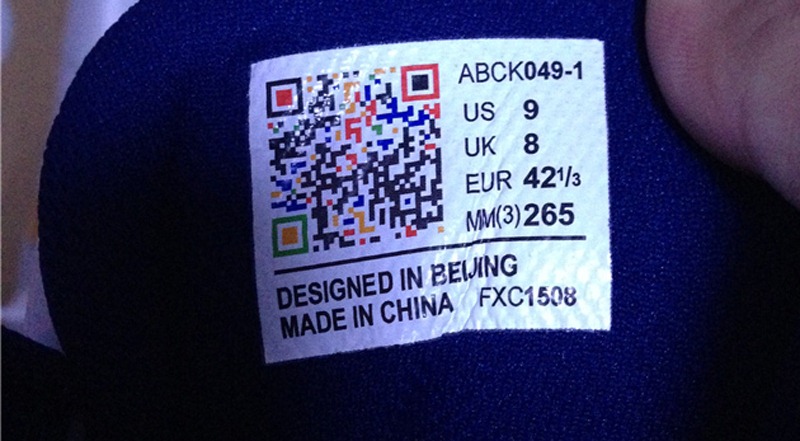 ABCK049-1
US 9
UK 8
EUR 42 1/3
MM(3) 265
DESIGNED IN BEIJING
MADE IN CHINA FXC1508